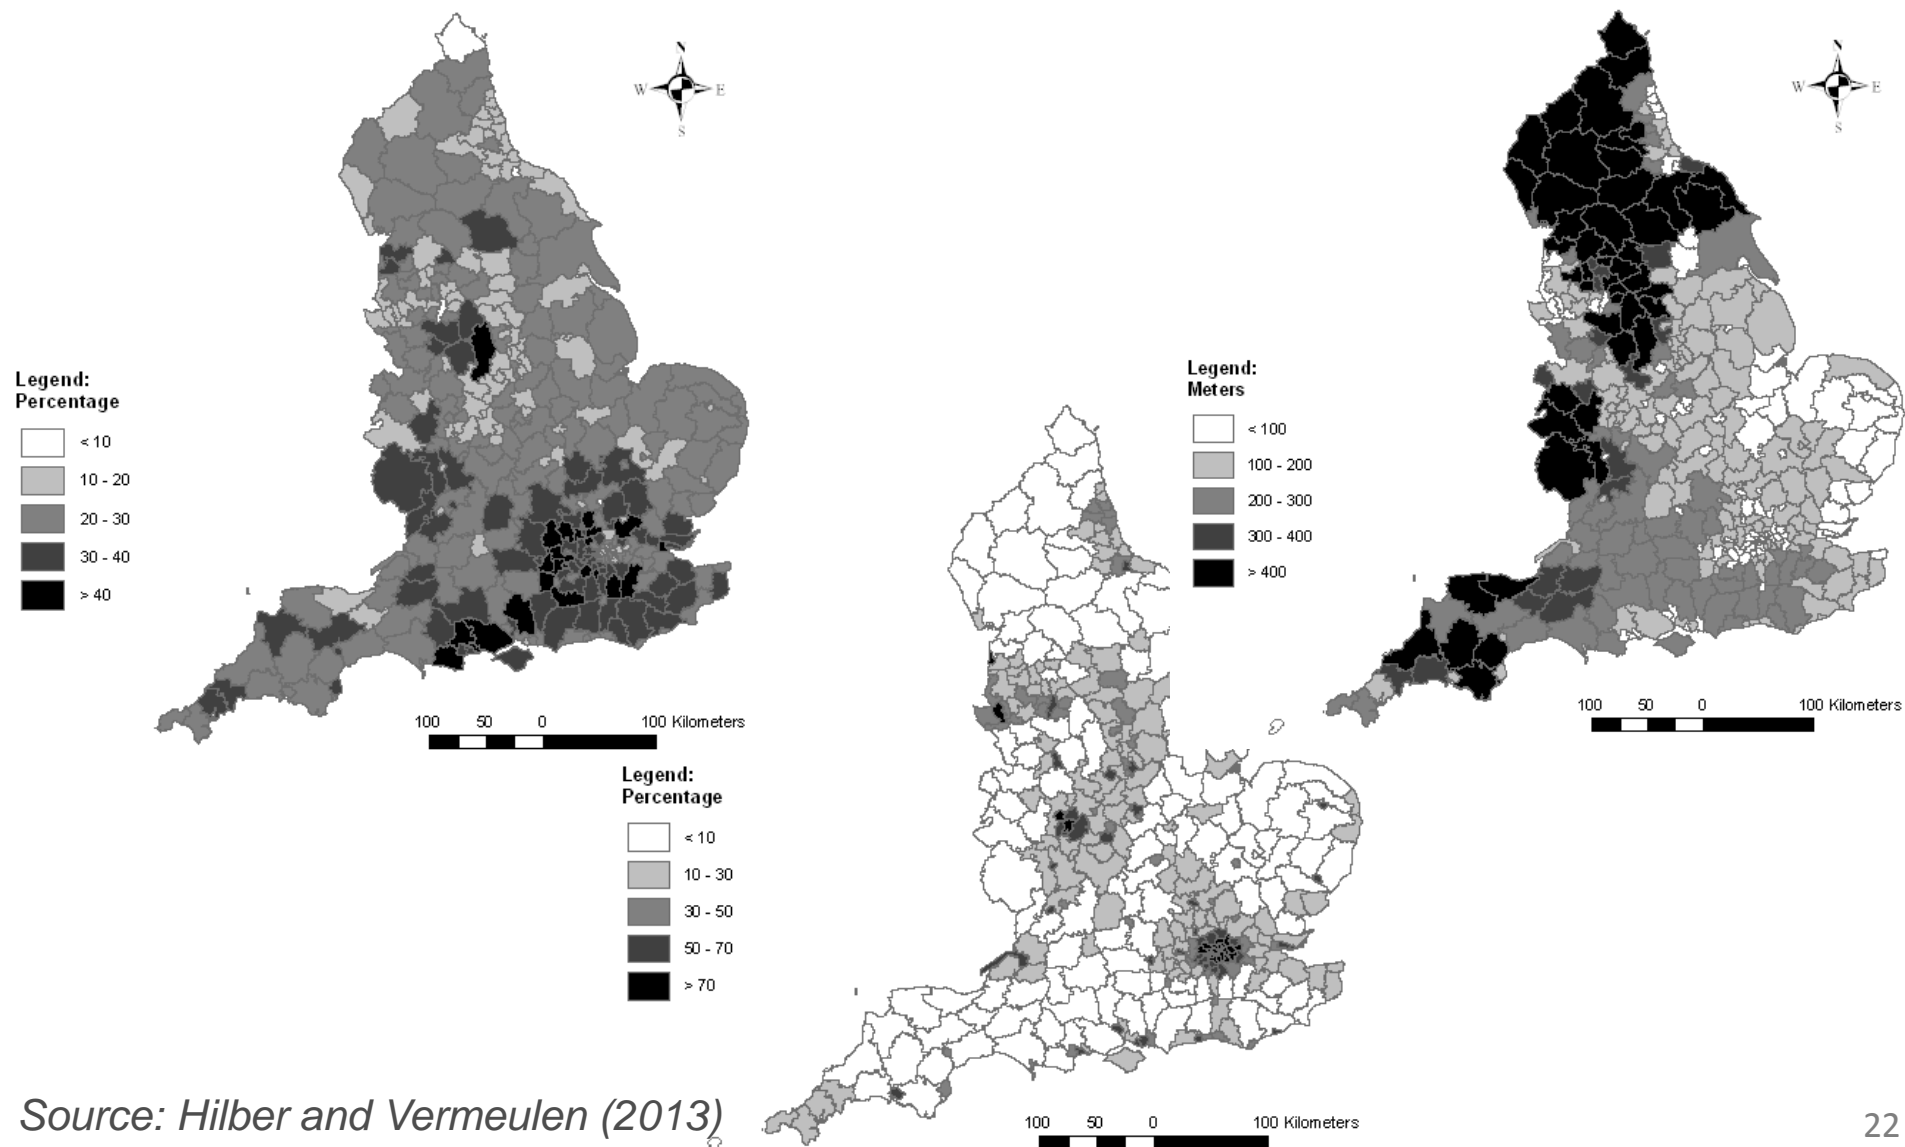 N
W E
S
Legend:
Percentage
< 10
10 - 20
20 - 30
30 - 40
> 40
100 50 0 100 Kilometers
N
W E
S
Legend:
Meters
< 100
100 - 200
200 - 300
300 - 400
> 400
100 50 0 100 Kilometers
Legend:
Percentage
< 10
10 - 30
30 - 50
50 - 70
> 70
100 50 0 100 Kilometers
Source: Hilber and Vermeulen (2013)
22